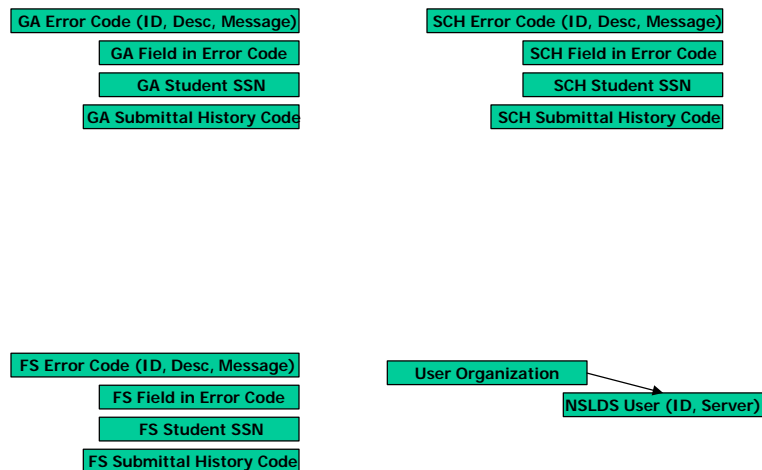 GA Error Code (ID, Desc, Message)
GA Field in Error Code
GA Student SSN
GA Submittal History Code
SCH Error Code (ID, Desc, Message)
SCH Field in Error Code
SCH Student SSN
SCH Submittal History Code
FS Error Code (ID, Desc, Message)
FS Field in Error Code
FS Student SSN
FS Submittal History Code
User Organization
NSLDS User (ID, Server)